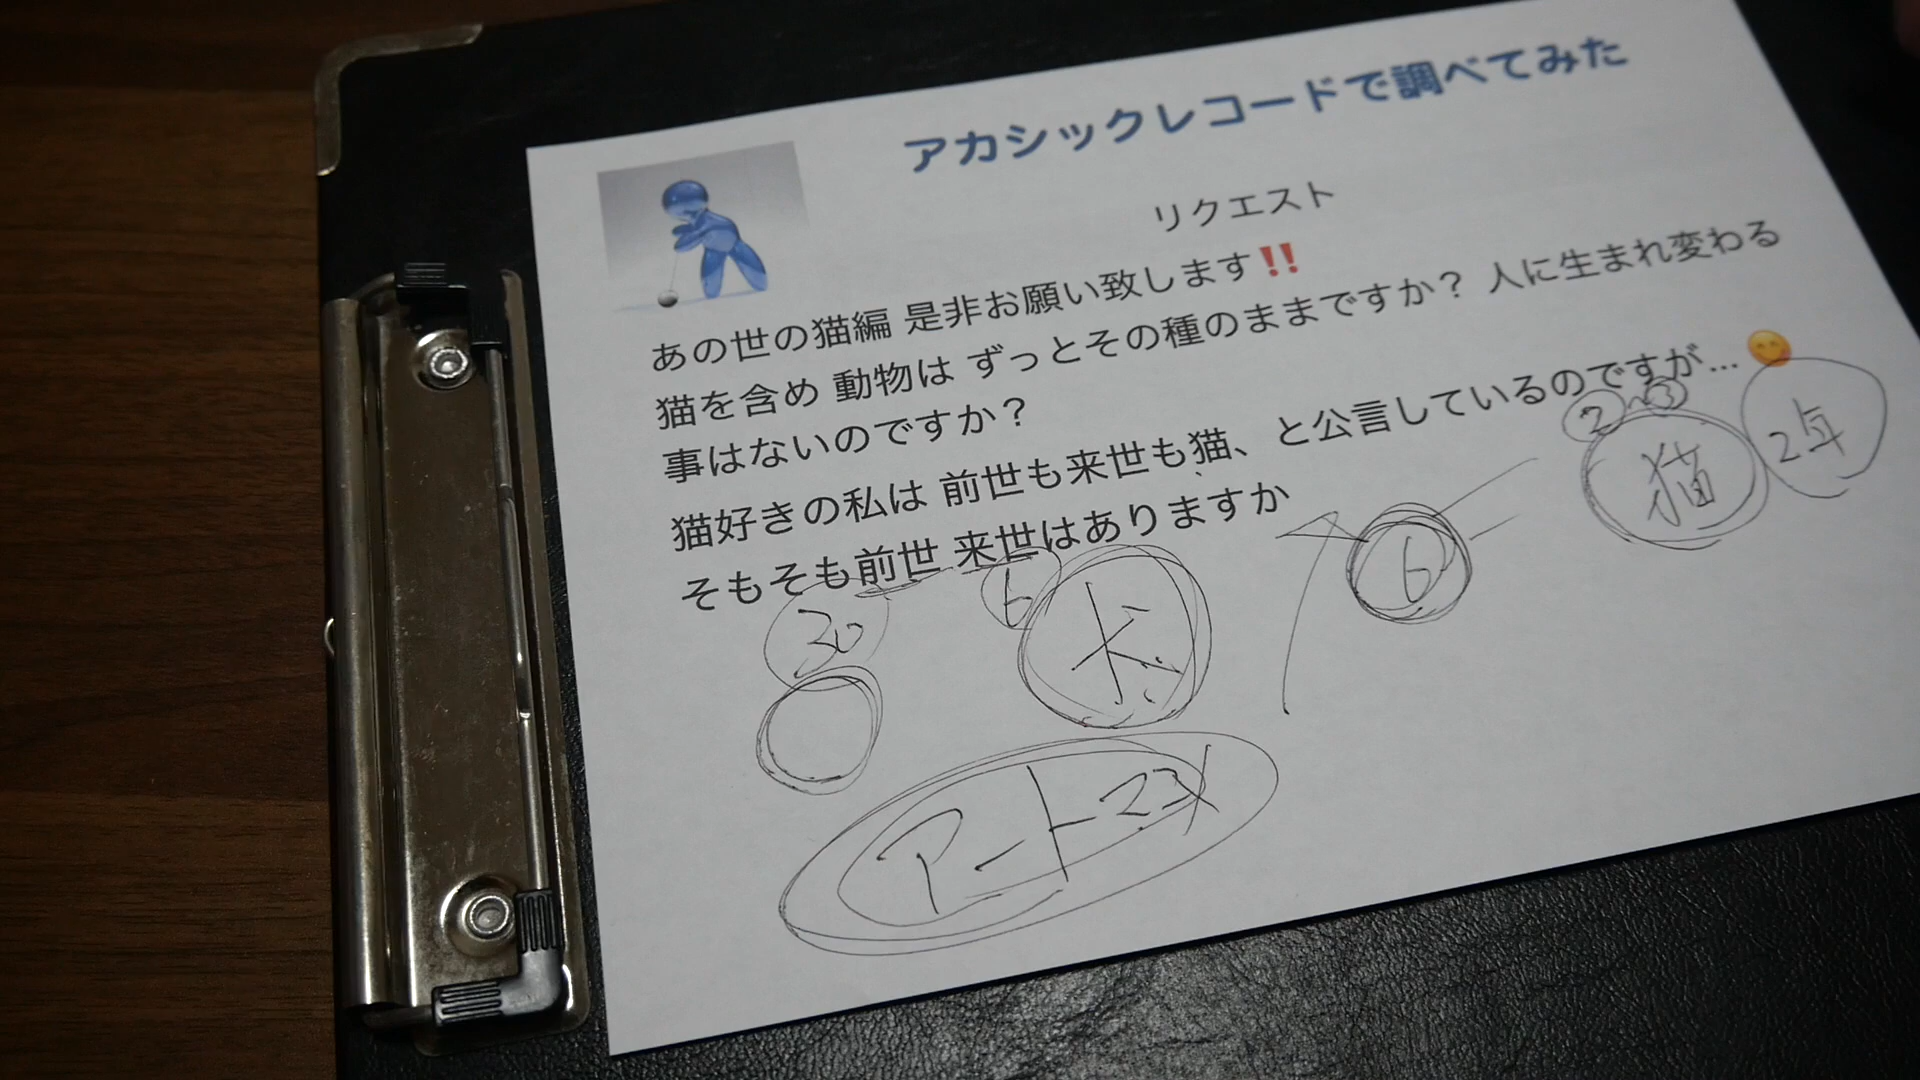 アカシックレコードで調べてみた
リクエスト
あの世の猫編 是非お願い致します‼️
猫を含め 動物は ずっとその種のままですか？ 人に生まれ変わる
事はないのですか？
猫好きの私は 前世も来世も猫、と公言しているのですが...😋
そもそも前世 来世はありますか
2~3
猫
2年
6
30
6
犬